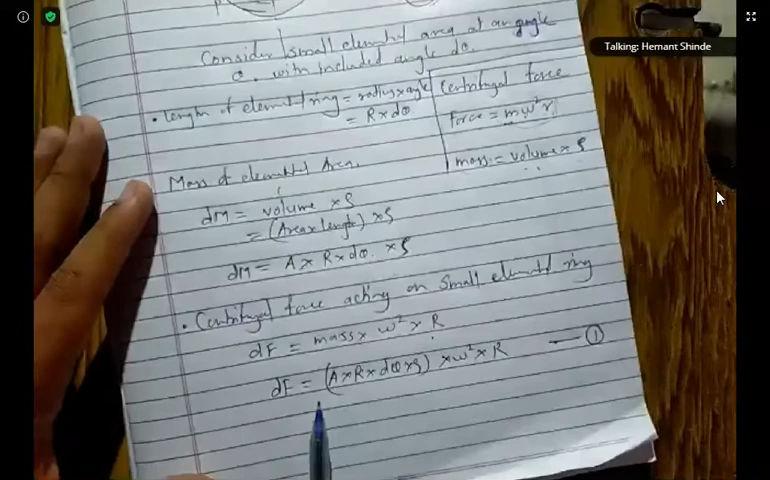 Talking: Hemant Shinde
Consider small elemental area at an angle
θ. with included angle dθ.
• Length of elemental ring = radius x angle
= R x dθ
Centrifugal force
Force = m ω² r
mass = volume x ρ
Mass of elemental Area.
dM = volume x ρ
= (Area x length) x ρ
dM = A x R x dθ. x ρ
• Centrifugal force acting on small elemental ring
dF = mass x ω² x R
dF = (A x R x dθ x ρ) x ω² x R — ①